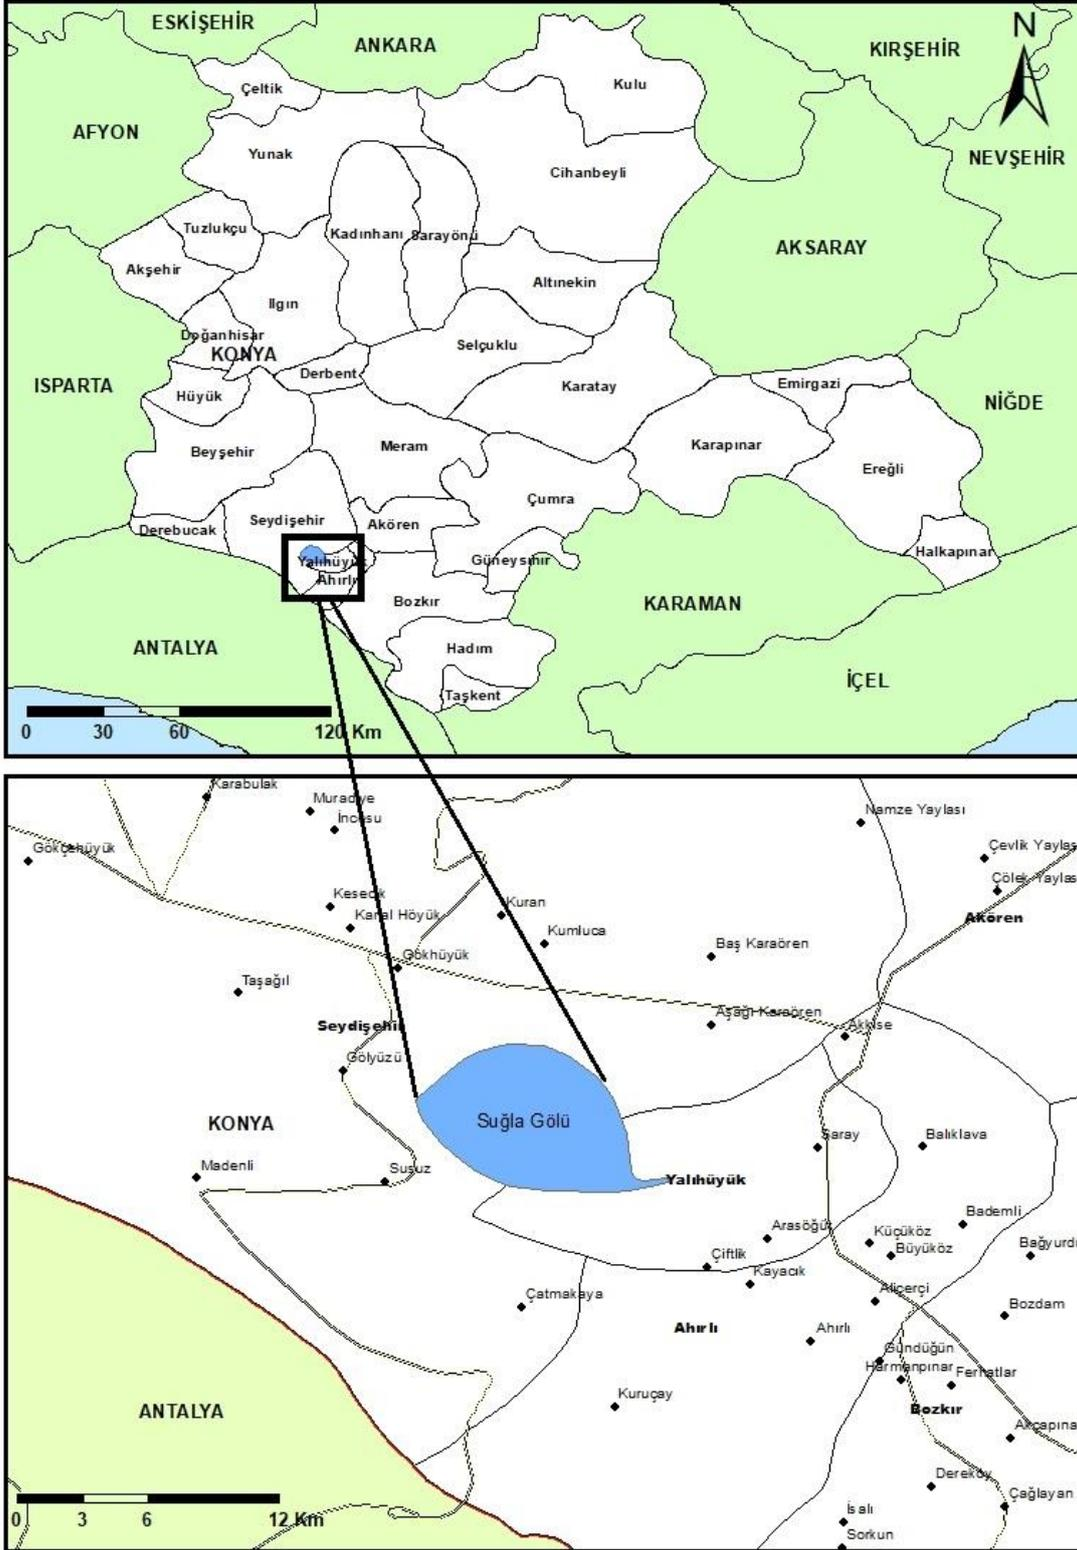 ESKİŞEHİR
ANKARA
KIRŞEHİR
N
Çeltik
Kulu
AFYON
Yunak
NEVŞEHİR
Cihanbeyli
Tuzlukçu
Kadınhanı
Sarayönü
AKSARAY
Akşehir
Altınekin
Ilgın
Doğanhisar
KONYA
Selçuklu
ISPARTA
Derbent
Karatay
Emirgazi
Hüyük
NİĞDE
Beyşehir
Meram
Karapınar
Ereğli
Çumra
Derebucak
Seydişehir
Akören
Halkapınar
Yalıhüyük
Güneysınır
Ahırlı
Bozkır
KARAMAN
ANTALYA
Hadım
İÇEL
Taşkent
0 30 60 120 Km
Karabulak
Muradiye
İncesu
Namze Yaylası
Gökçehüyük
Çevlik Yaylas
Çölek Yaylas
Kesecik
Kanal Höyük
Kuran
Akören
Kumluca
Baş Karaören
Gökhüyük
Taşağıl
Aşağı Karaören
Seydişehir
Akkise
Gölyüzü
Suğla Gölü
KONYA
Saray
Balıklava
Madenli
Susuz
Yalıhüyük
Bademli
Arasöğüt
Küçüköz
Büyüköz
Bağyurdu
Çiftlik
Kayacık
Çatmakaya
Aliçerçi
Bozdam
Ahırlı
Ahırlı
Gündüğün
Harmanpınar
Ferhatlar
Kuruçay
Bozkır
ANTALYA
Akçapına
Dereköy
Çağlayan
İsalı
Sorkun
0 3 6 12 Km